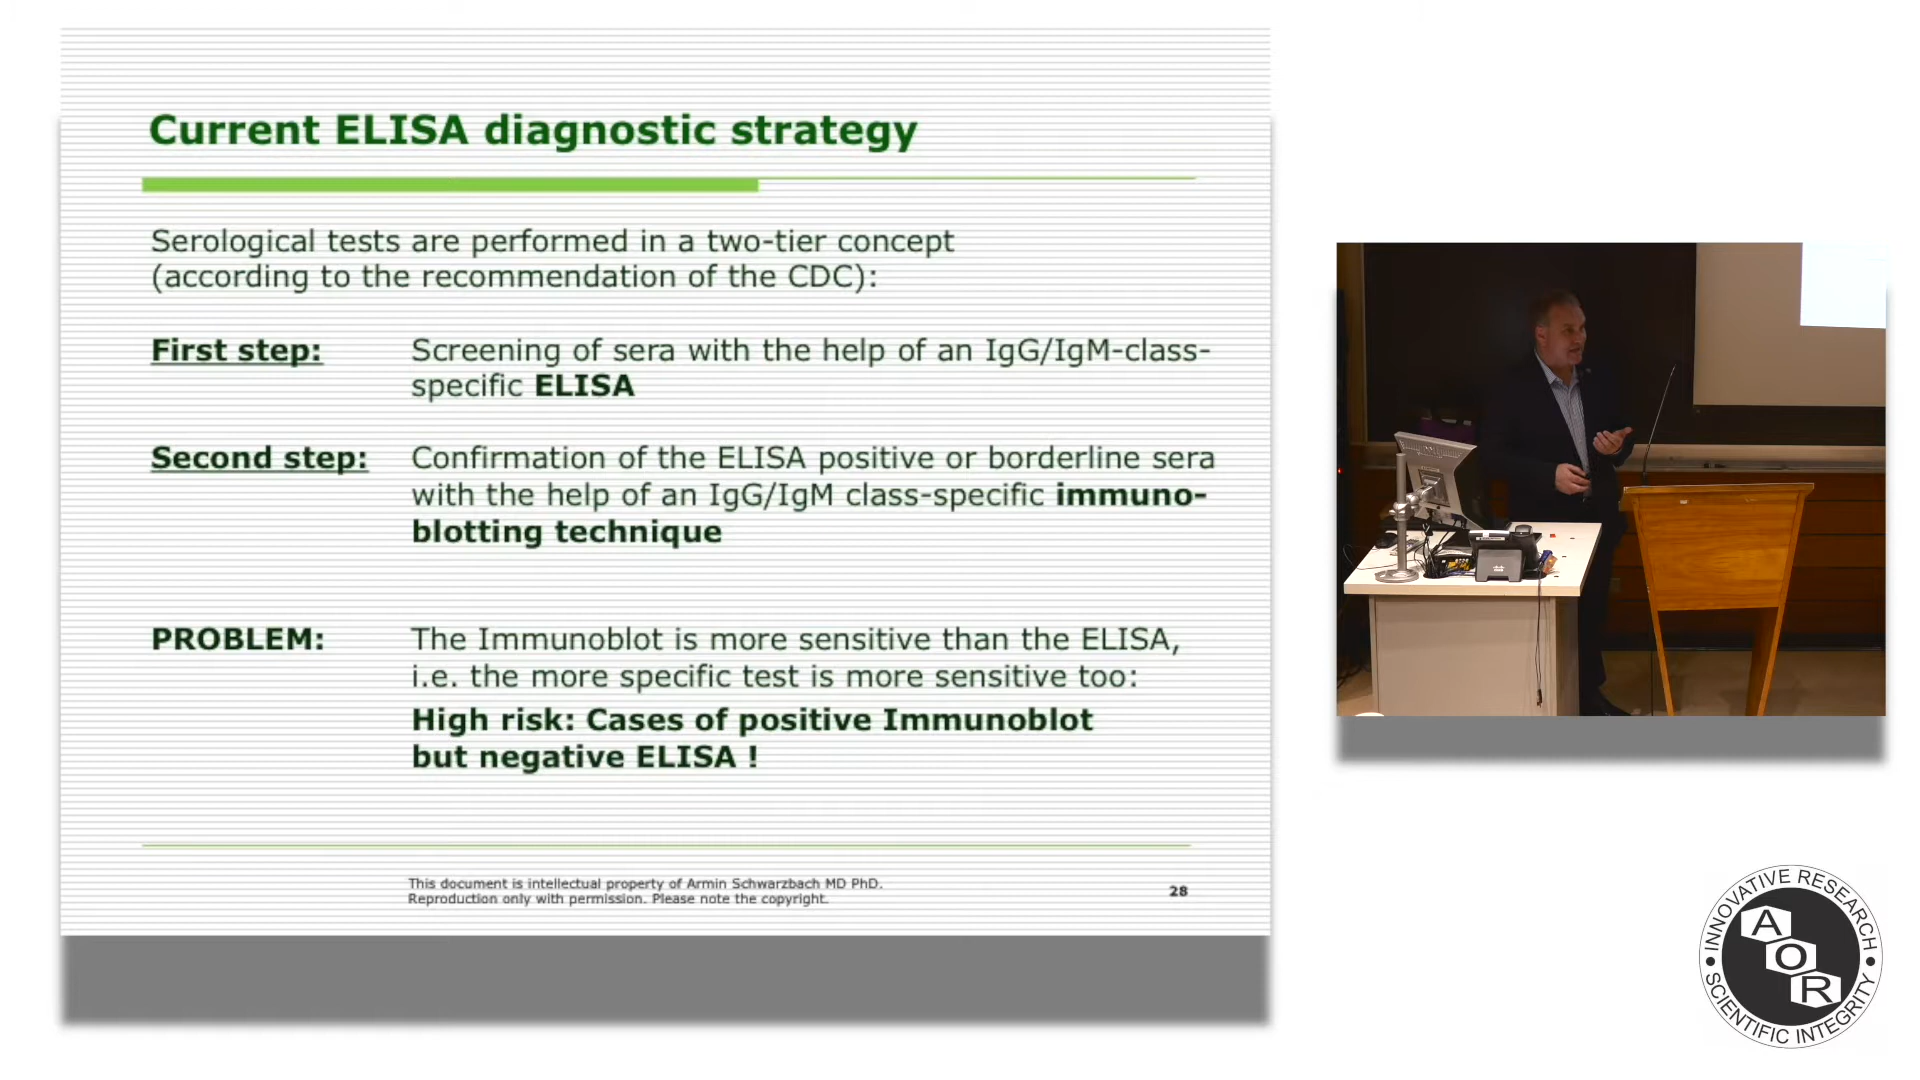 Current ELISA diagnostic strategy
Serological tests are performed in a two-tier concept
(according to the recommendation of the CDC):
First step: Screening of sera with the help of an IgG/IgM-class-
specific ELISA
Second step: Confirmation of the ELISA positive or borderline sera
with the help of an IgG/IgM class-specific immuno-
blotting technique
PROBLEM: The Immunoblot is more sensitive than the ELISA,
i.e. the more specific test is more sensitive too:
High risk: Cases of positive Immunoblot
but negative ELISA !
This document is intellectual property of Armin Schwarzbach MD PhD.
Reproduction only with permission. Please note the copyright.
28
INNOVATIVE RESEARCH
AOR
SCIENTIFIC INTEGRITY